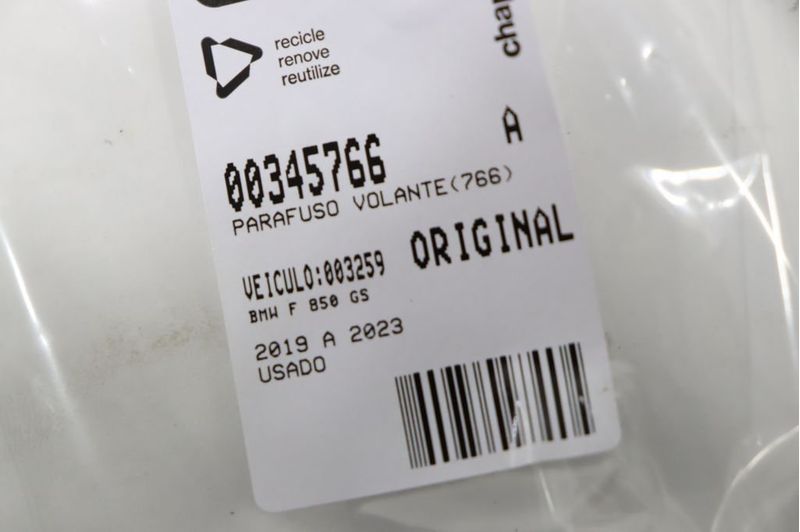 recicle
renove
reutilize
A
00345766
PARAFUSO VOLANTE(766)
ORIGINAL
VEICULO:003259
BMW F 850 GS
2019 A 2023
USADO